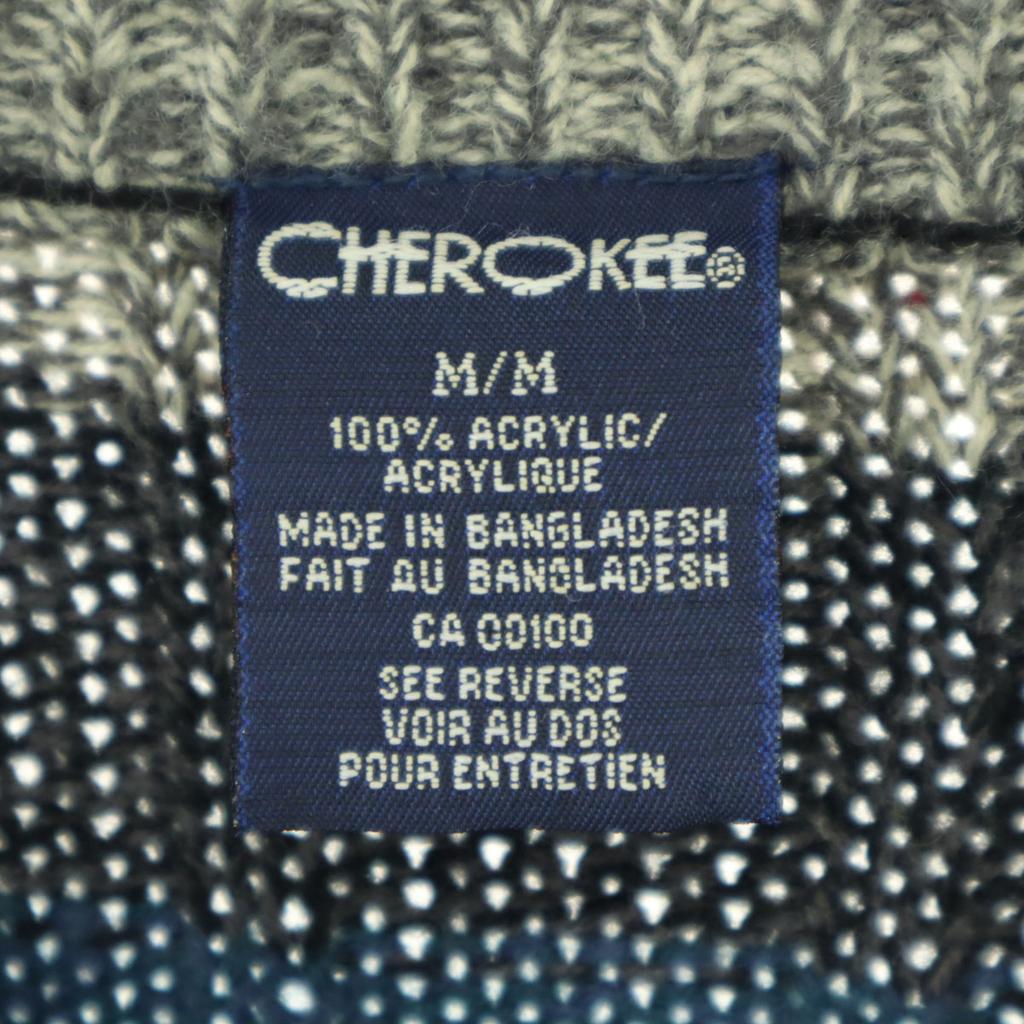 CHEROKEE®
M/M
100% ACRYLIC/
ACRYLIQUE
MADE IN BANGLADESH
FAIT AU BANGLADESH
CA 00100
SEE REVERSE
VOIR AU DOS
POUR ENTRETIEN